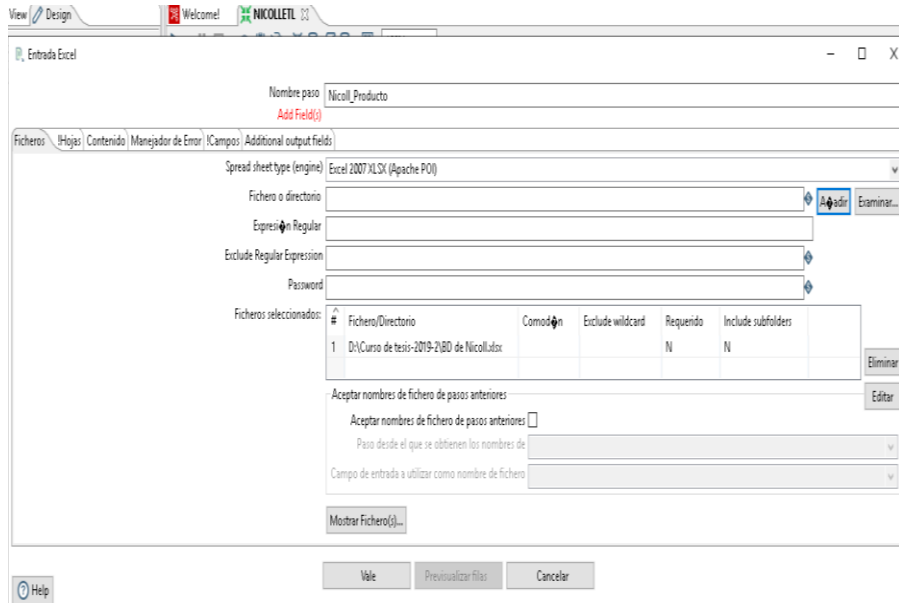 View Design Welcome! NICOLLETL
Entrada Excel
Nombre paso Nicoll_Producto
Add Field(s)
Ficheros !Hojas Contenido Manejador de Error !Campos Additional output fields
Spread sheet type (engine) Excel 2007 XLSX (Apache POI)
Fichero o directorio A�adir Examinar...
Expresi�n Regular
Exclude Regular Expression
Password
Ficheros seleccionados: # Fichero/Directorio Comod�n Exclude wildcard Requerido Include subfolders
1 D:\Curso de tesis-2019-2\BD de Nicoll.xlsx N N
Eliminar
Editar
Aceptar nombres de fichero de pasos anteriores
Aceptar nombres de fichero de pasos anteriores
Paso desde el que se obtienen los nombres de
Campo de entrada a utilizar como nombre de fichero
Mostrar Fichero(s)...
Vale Previsualizar filas Cancelar
Help